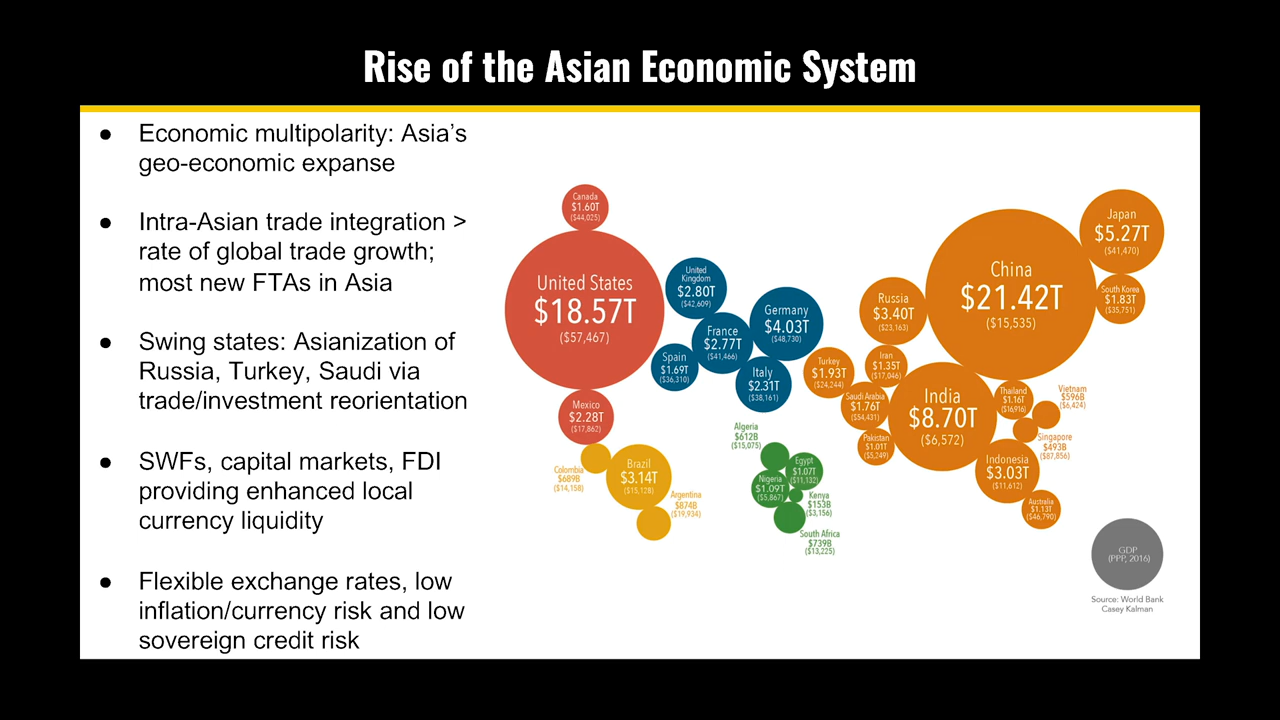 Rise of the Asian Economic System
● Economic multipolarity: Asia's
geo-economic expanse
● Intra-Asian trade integration >
rate of global trade growth;
most new FTAs in Asia
● Swing states: Asianization of
Russia, Turkey, Saudi via
trade/investment reorientation
● SWFs, capital markets, FDI
providing enhanced local
currency liquidity
● Flexible exchange rates, low
inflation/currency risk and low
sovereign credit risk
Canada
$1.60T
($44,025)
United States
$18.57T
($57,467)
Mexico
$2.28T
($17,862)
Colombia
$689B
($14,158)
Brazil
$3.14T
($15,128)
Argentina
$874B
($19,934)
United
Kingdom
$2.80T
($42,609)
France
$2.77T
($41,466)
Germany
$4.03T
($48,730)
Spain
$1.69T
($36,310)
Italy
$2.31T
($38,161)
Algeria
$612B
($15,075)
Egypt
$1.07T
($11,132)
Nigeria
$1.09T
($5,867)
Kenya
$153B
($3,156)
South Africa
$739B
($13,225)
Turkey
$1.93T
($24,244)
Russia
$3.40T
($23,163)
Iran
$1.35T
($17,046)
Saudi Arabia
$1.76T
($54,431)
Pakistan
$1.01T
($5,249)
India
$8.70T
($6,572)
China
$21.42T
($15,535)
Japan
$5.27T
($41,470)
South Korea
$1.83T
($35,751)
Thailand
$1.16T
($16,916)
Vietnam
$596B
($6,424)
Singapore
$493B
($87,856)
Indonesia
$3.03T
($11,612)
Australia
$1.13T
($46,790)
GDP
(PPP, 2016)
Source: World Bank
Casey Kalman